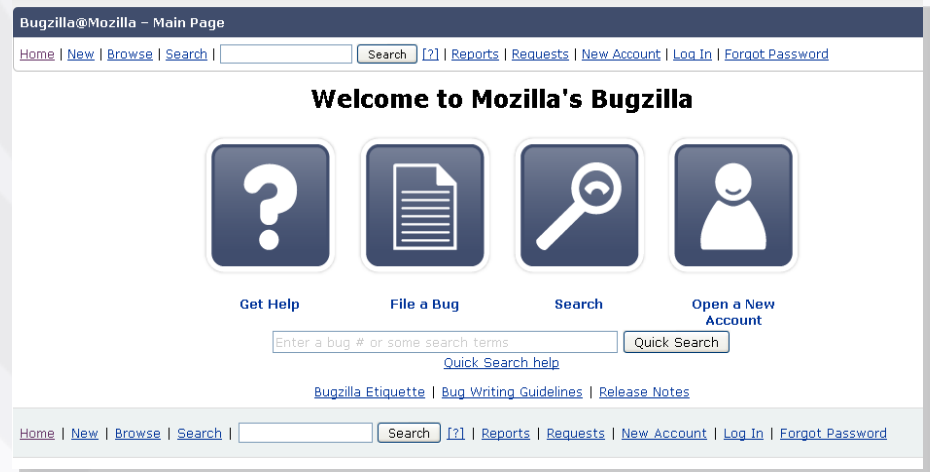 Bugzilla@Mozilla – Main Page
Home | New | Browse | Search | Search [?] | Reports | Requests | New Account | Log In | Forgot Password
Welcome to Mozilla's Bugzilla
Get Help File a Bug Search Open a New
Account
Enter a bug # or some search terms Quick Search
Quick Search help
Bugzilla Etiquette | Bug Writing Guidelines | Release Notes
Home | New | Browse | Search | Search [?] | Reports | Requests | New Account | Log In | Forgot Password